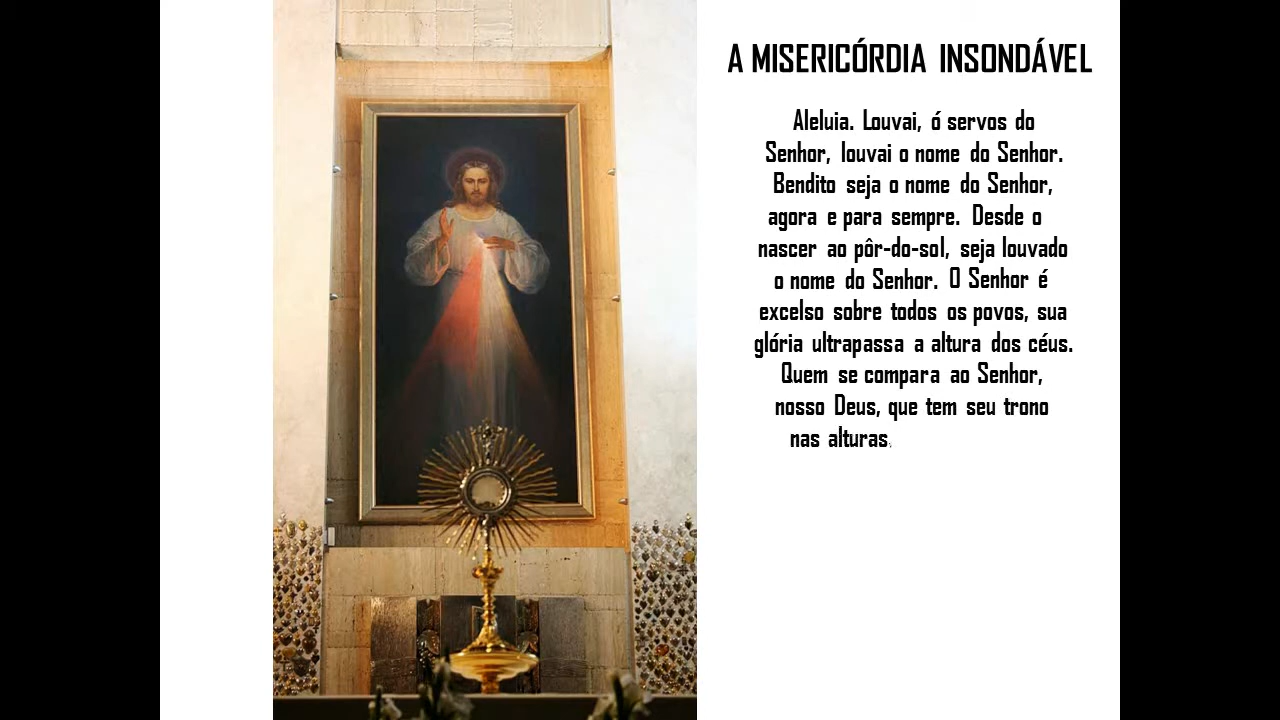 A MISERICÓRDIA INSONDÁVEL
Aleluia. Louvai, ó servos do
Senhor, louvai o nome do Senhor.
Bendito seja o nome do Senhor,
agora e para sempre. Desde o
nascer ao pôr-do-sol, seja louvado
o nome do Senhor. O Senhor é
excelso sobre todos os povos, sua
glória ultrapassa a altura dos céus.
Quem se compara ao Senhor,
nosso Deus, que tem seu trono
nas alturas,